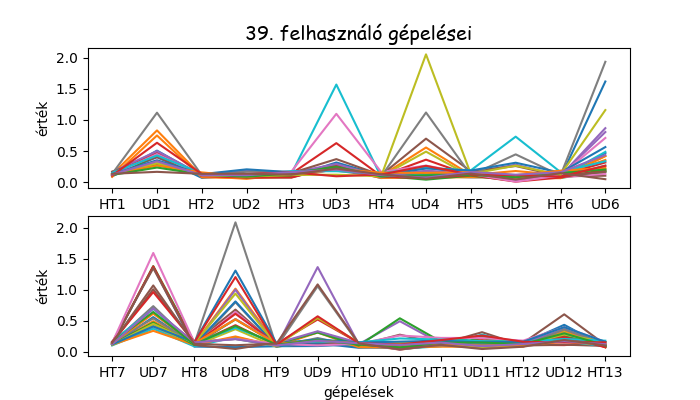 39. felhasználó gépelései
2.0
1.5
1.0
0.5
0.0
érték
HT1 UD1 HT2 UD2 HT3 UD3 HT4 UD4 HT5 UD5 HT6 UD6
2.0
1.5
1.0
0.5
0.0
érték
HT7 UD7 HT8 UD8 HT9 UD9 HT10 UD10 HT11 UD11 HT12 UD12 HT13
gépelések